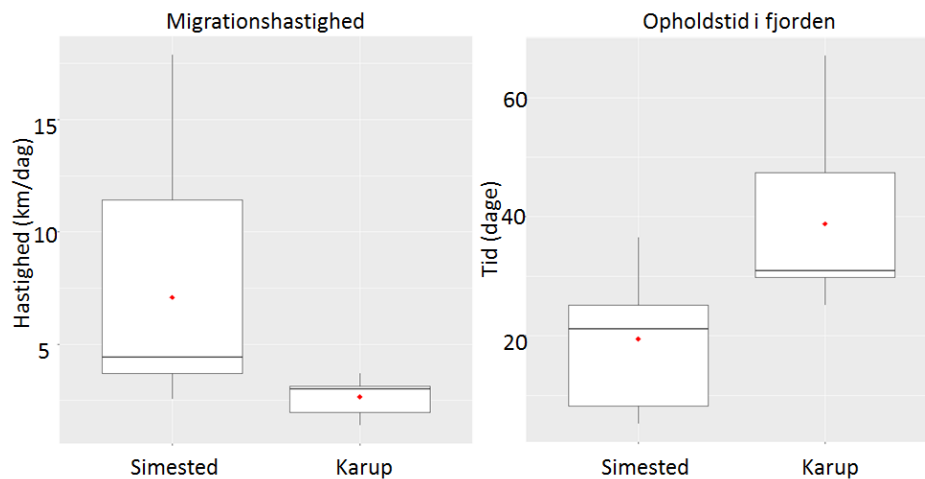 Migrationshastighed
Hastighed (km/dag)
15
10
5
Simested Karup
Opholdstid i fjorden
Tid (dage)
60
40
20
Simested Karup